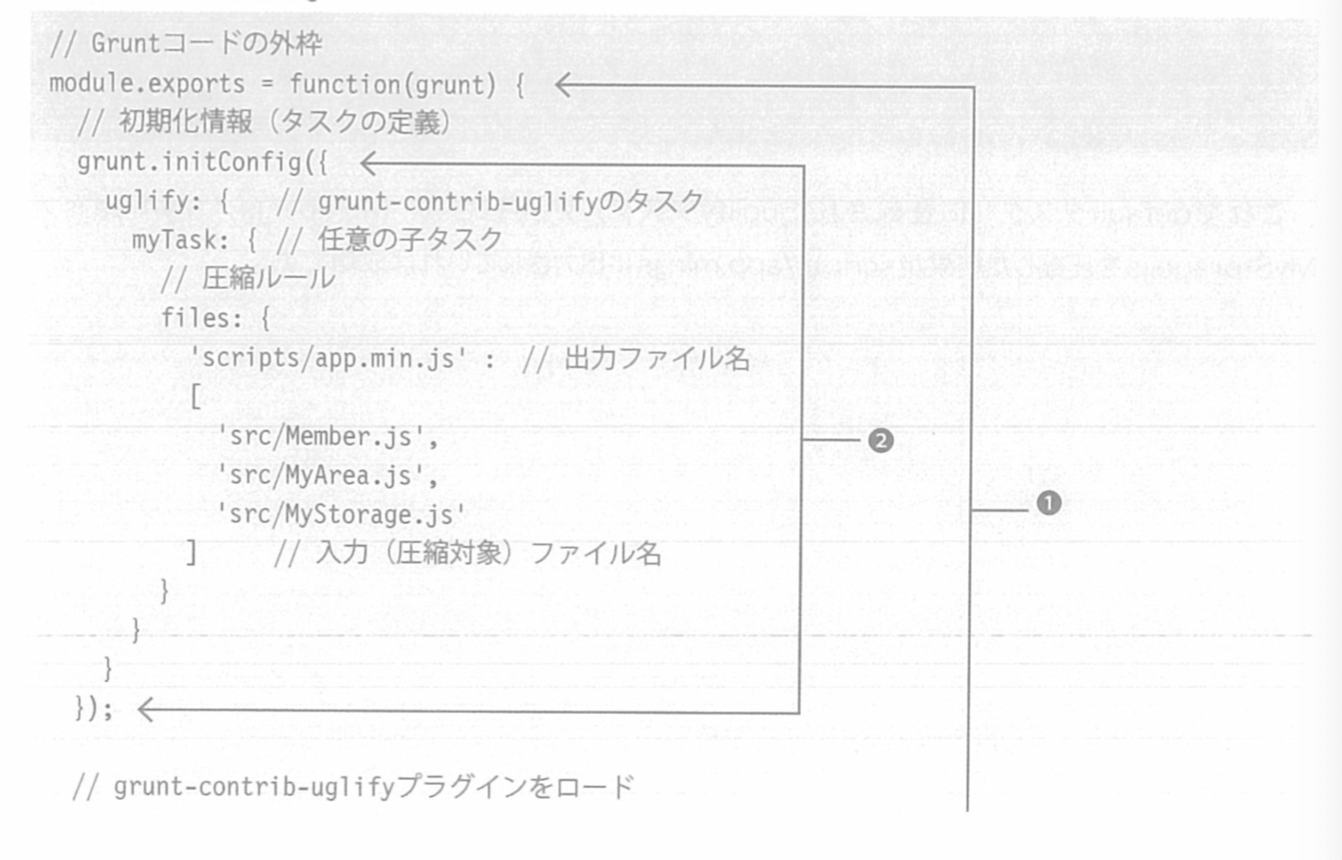 // Gruntコードの外枠
module.exports = function(grunt) {
// 初期化情報（タスクの定義）
grunt.initConfig({
uglify: {    // grunt-contrib-uglifyのタスク
myTask: { // 任意の子タスク
// 圧縮ルール
files: {
'scripts/app.min.js' :  // 出力ファイル名
[
'src/Member.js',
'src/MyArea.js',
'src/MyStorage.js'
]     // 入力（圧縮対象）ファイル名
}
}
}
});
// grunt-contrib-uglifyプラグインをロード
❷
❶